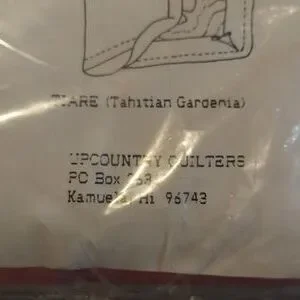 TIARE (Tahitian Gardenia)
UPCOUNTRY QUILTERS
PO Box
Kamuela, Hi 96743